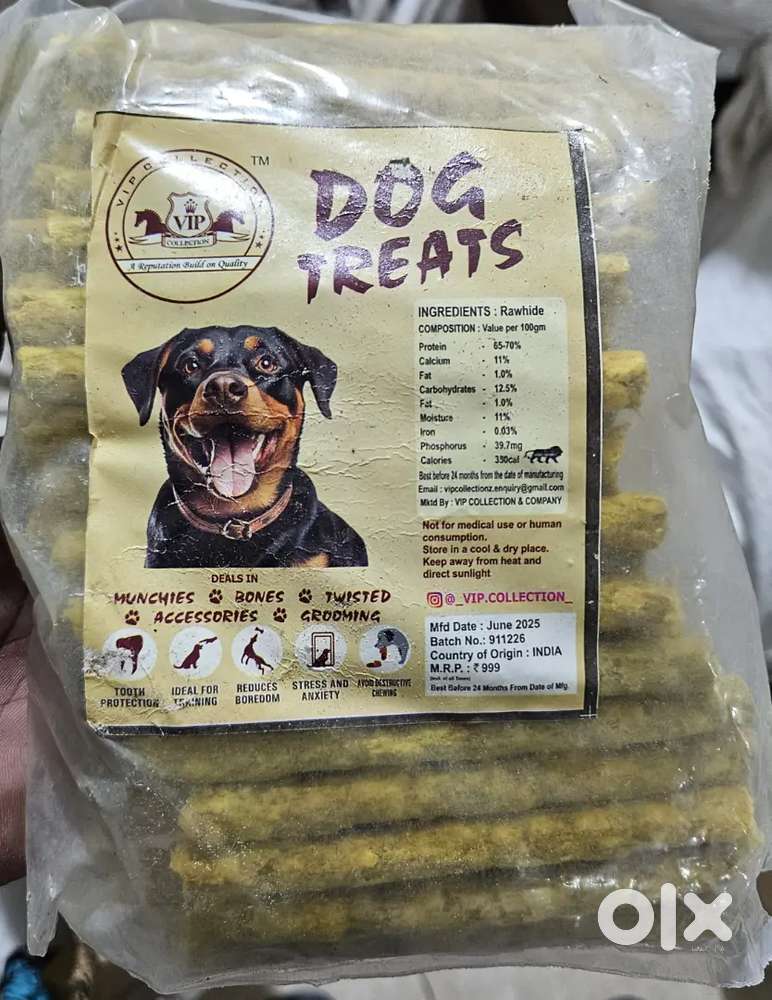 VIP COLLECTION
TM
VIP
COLLECTION
A Reputation Build on Quality
DOG
TREATS
INGREDIENTS : Rawhide
COMPOSITION : Value per 100gm
Protein - 65-70%
Calcium - 11%
Fat - 1.0%
Carbohydrates - 12.5%
Fat - 1.0%
Moisture - 11%
Iron - 0.03%
Phosphorus - 39.7mg
Calories - 350cal
Best before 24 months from the date of manufacturing
Email : vipcollectionz.enquiry@gmail.com
Mktd By : VIP COLLECTION & COMPANY
Not for medical use or human
consumption.
Store in a cool & dry place.
Keep away from heat and
direct sunlight
@_VIP.COLLECTION_
DEALS IN
MUNCHIES BONES TWISTED
ACCESSORIES GROOMING
TOOTH
PROTECTION
IDEAL FOR
TRAINING
REDUCES
BOREDOM
STRESS AND
ANXIETY
AVOID DESTRUCTIVE
CHEWING
Mfd Date : June 2025
Batch No.: 911226
Country of Origin : INDIA
M.R.P. : ₹ 999
(Incl. of all Taxes)
Best Before 24 Months From Date of Mfg.
olx